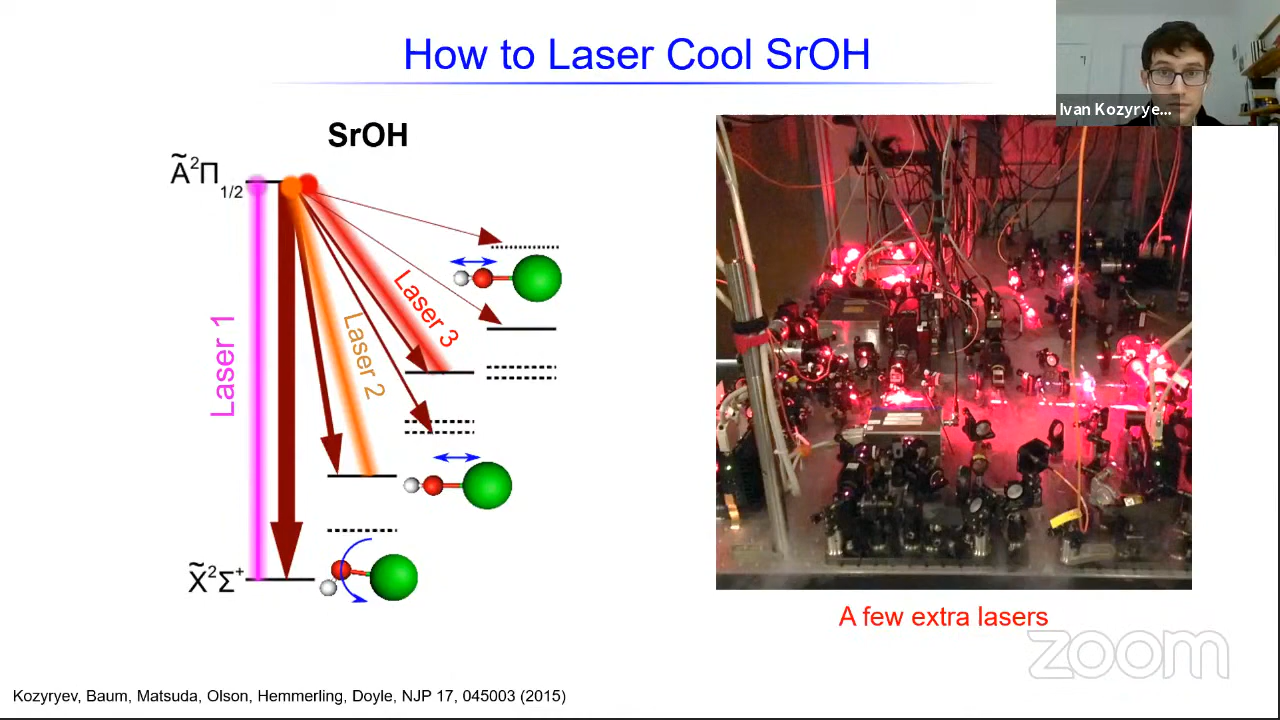 How to Laser Cool SrOH
Ivan Kozyrye...
SrOH
Ã²Π1/2
Laser 1
Laser 2
Laser 3
X̃²Σ⁺
A few extra lasers
zoom
Kozyryev, Baum, Matsuda, Olson, Hemmerling, Doyle, NJP 17, 045003 (2015)